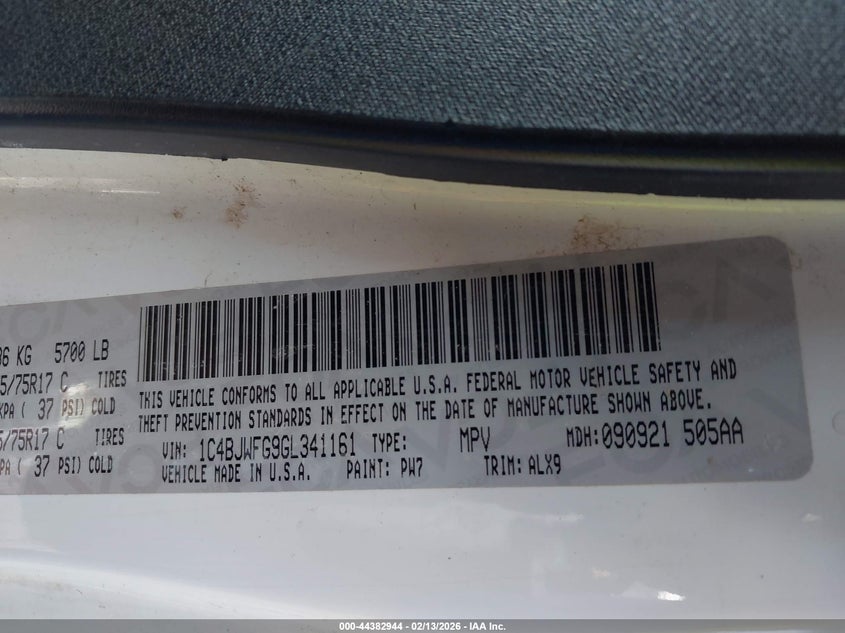 86 KG 5700 LB
5/75R17 C TIRES
KPA ( 37 PSI) COLD
5/75R17 C TIRES
PA ( 37 PSI) COLD
THIS VEHICLE CONFORMS TO ALL APPLICABLE U.S.A. FEDERAL MOTOR VEHICLE SAFETY AND
THEFT PREVENTION STANDARDS IN EFFECT ON THE DATE OF MANUFACTURE SHOWN ABOVE.
VIN: 1C4BJWFG9GL341161 TYPE: MPV MDH: 090921 505AA
VEHICLE MADE IN U.S.A. PAINT: PW7 TRIM: ALX9
000-44382944 - 02/13/2026 - IAA Inc.